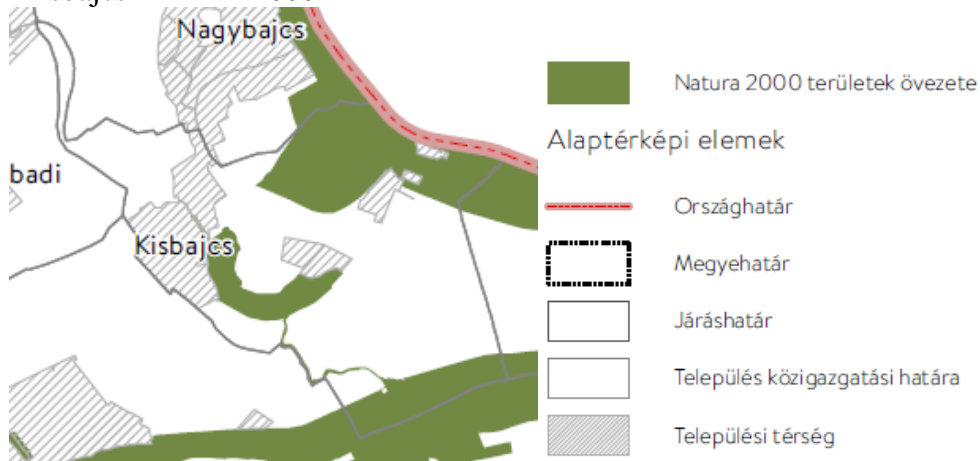 Nagybajcs
badi
Kisbajcs
Natura 2000 területek övezete
Alaptérképi elemek
Országhatár
Megyehatár
Járáshatár
Település közigazgatási határa
Települési térség